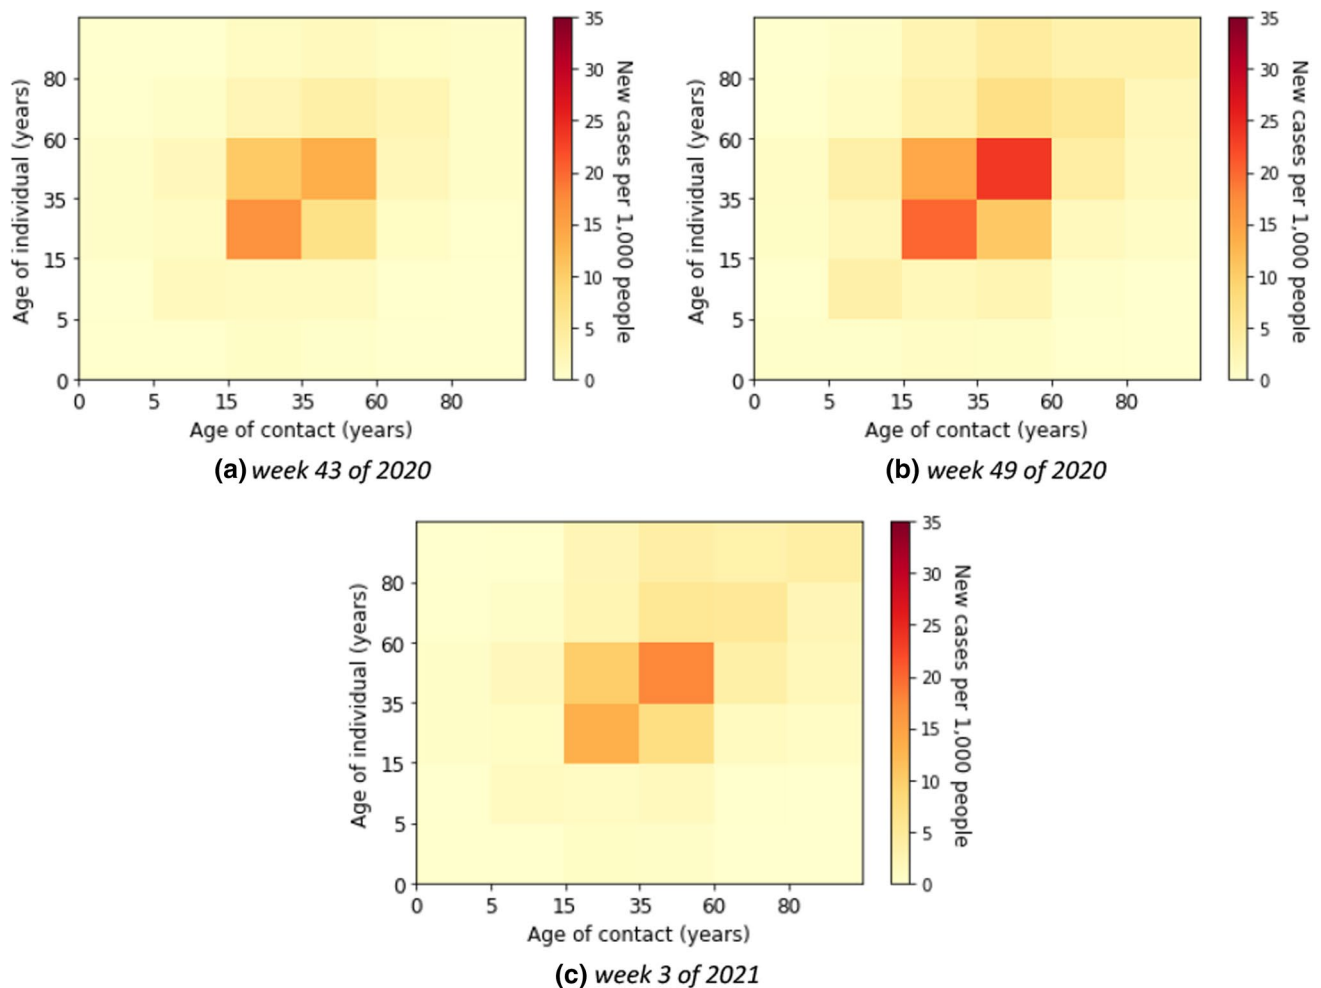 Age of individual (years)
80
60
35
15
5
0
0 5 15 35 60 80
Age of contact (years)
35
30
25
20
15
10
5
0
New cases per 1,000 people
(a) week 43 of 2020
Age of individual (years)
80
60
35
15
5
0
0 5 15 35 60 80
Age of contact (years)
35
30
25
20
15
10
5
0
New cases per 1,000 people
(b) week 49 of 2020
Age of individual (years)
80
60
35
15
5
0
0 5 15 35 60 80
Age of contact (years)
35
30
25
20
15
10
5
0
New cases per 1,000 people
(c) week 3 of 2021